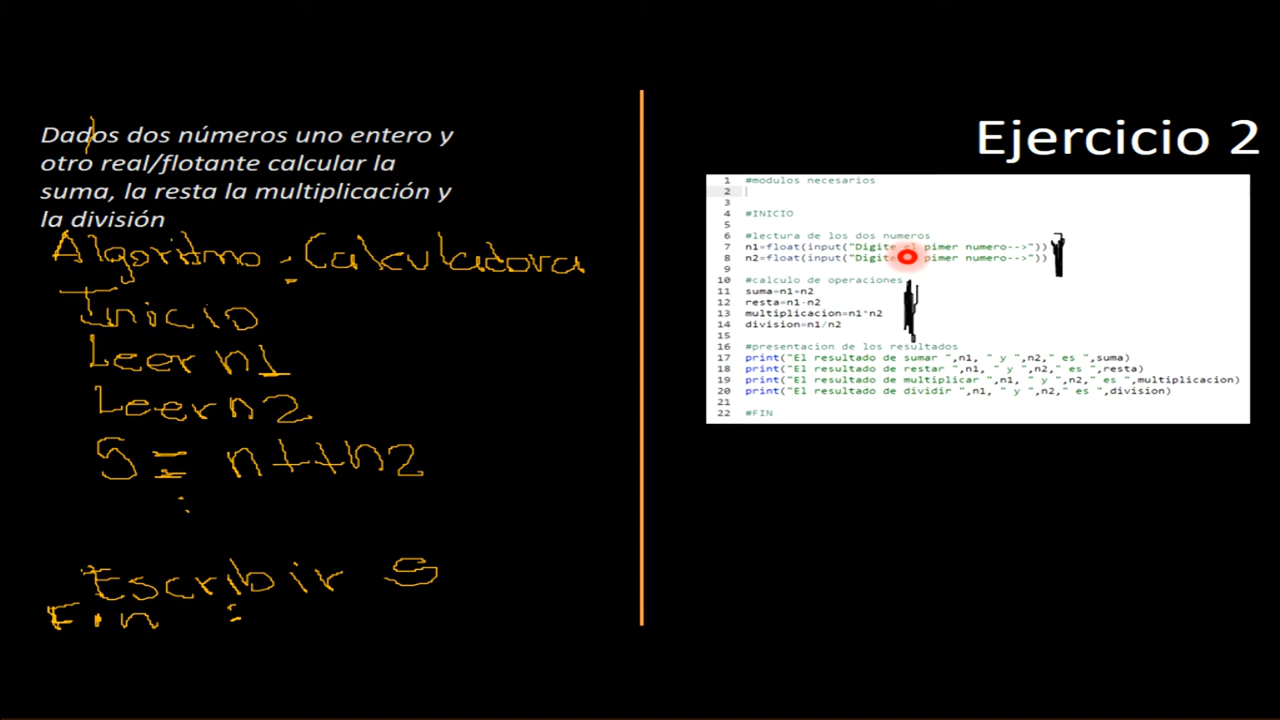 Dados dos números uno entero y
otro real/flotante calcular la
suma, la resta la multiplicación y
la división
Algoritmo: Calculadora
Inicio
Leer n1
Leer n2
S = n1+n2
:
Escribir S
:
Fin
Ejercicio 2
1 #modulos necesarios
2
3
4 #INICIO
5
6 #lectura de los dos numeros
7 n1=float(input("Digite el pimer numero-->"))
8 n2=float(input("Digite pimer numero-->"))
9
10 #calculo de operaciones
11 suma=n1+n2
12 resta=n1-n2
13 multiplicacion=n1*n2
14 division=n1/n2
15
16 #presentacion de los resultados
17 print("El resultado de sumar ",n1, " y ",n2," es ",suma)
18 print("El resultado de restar ",n1, " y ",n2," es ",resta)
19 print("El resultado de multiplicar ",n1, " y ",n2," es ",multiplicacion)
20 print("El resultado de dividir ",n1, " y ",n2," es ",division)
21
22 #FIN